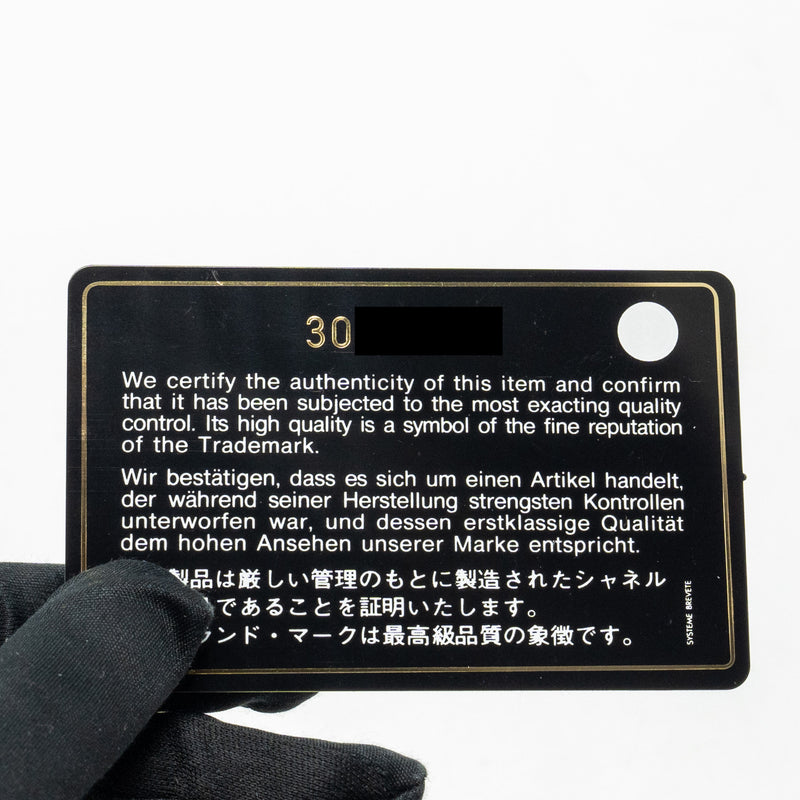 30
We certify the authenticity of this item and confirm
that it has been subjected to the most exacting quality
control. Its high quality is a symbol of the fine reputation
of the Trademark.
Wir bestätigen, dass es sich um einen Artikel handelt,
der während seiner Herstellung strengsten Kontrollen
unterworfen war, und dessen erstklassige Qualität
dem hohen Ansehen unserer Marke entspricht.
製品は厳しい管理のもとに製造されたシャネル
であることを証明いたします。
ランド・マークは最高級品質の象徴です。
SYSTEME BREVETE